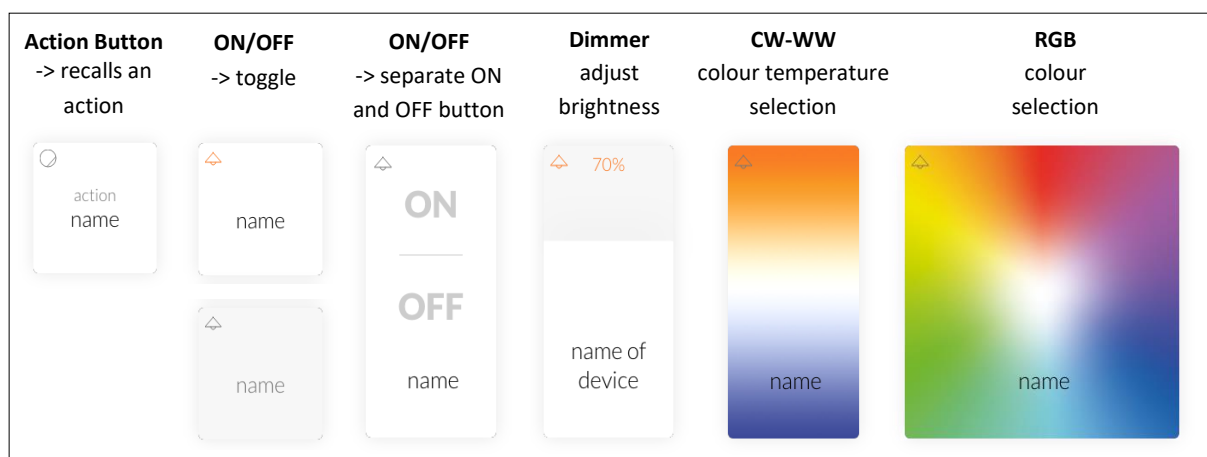 Action Button
-> recalls an
action
action
name
ON/OFF
-> toggle
name
name
ON/OFF
-> separate ON
and OFF button
ON
OFF
name
Dimmer
adjust
brightness
70%
name of
device
CW-WW
colour temperature
selection
name
RGB
colour
selection
name